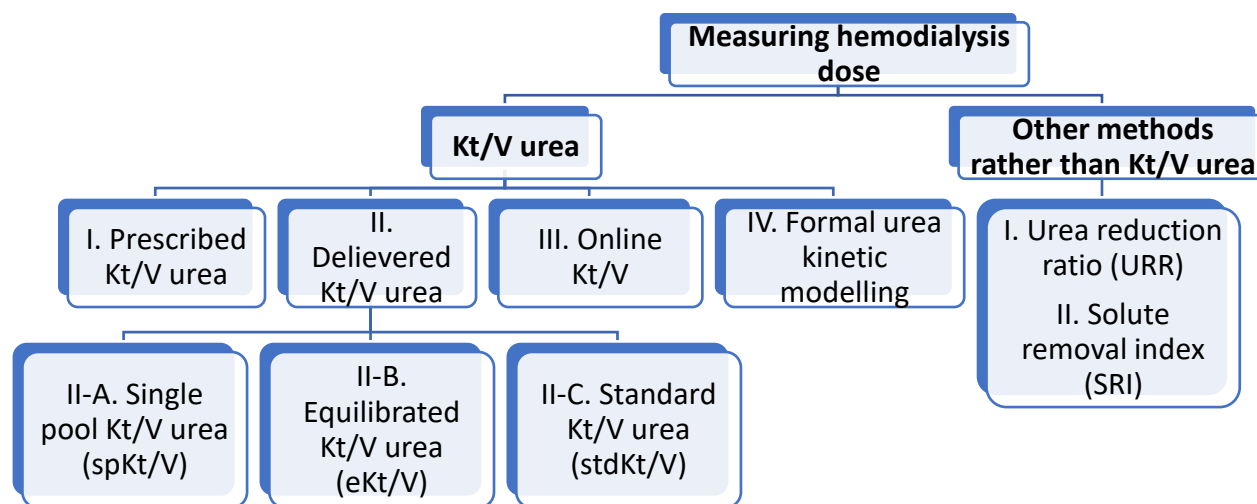 Measuring hemodialysis
dose
Kt/V urea
Other methods
rather than Kt/V urea
I. Prescribed
Kt/V urea
II.
Delievered
Kt/V urea
III. Online
Kt/V
IV. Formal urea
kinetic
modelling
I. Urea reduction
ratio (URR)
II. Solute
removal index
(SRI)
II-A. Single
pool Kt/V urea
(spKt/V)
II-B.
Equilibrated
Kt/V urea
(eKt/V)
II-C. Standard
Kt/V urea
(stdKt/V)